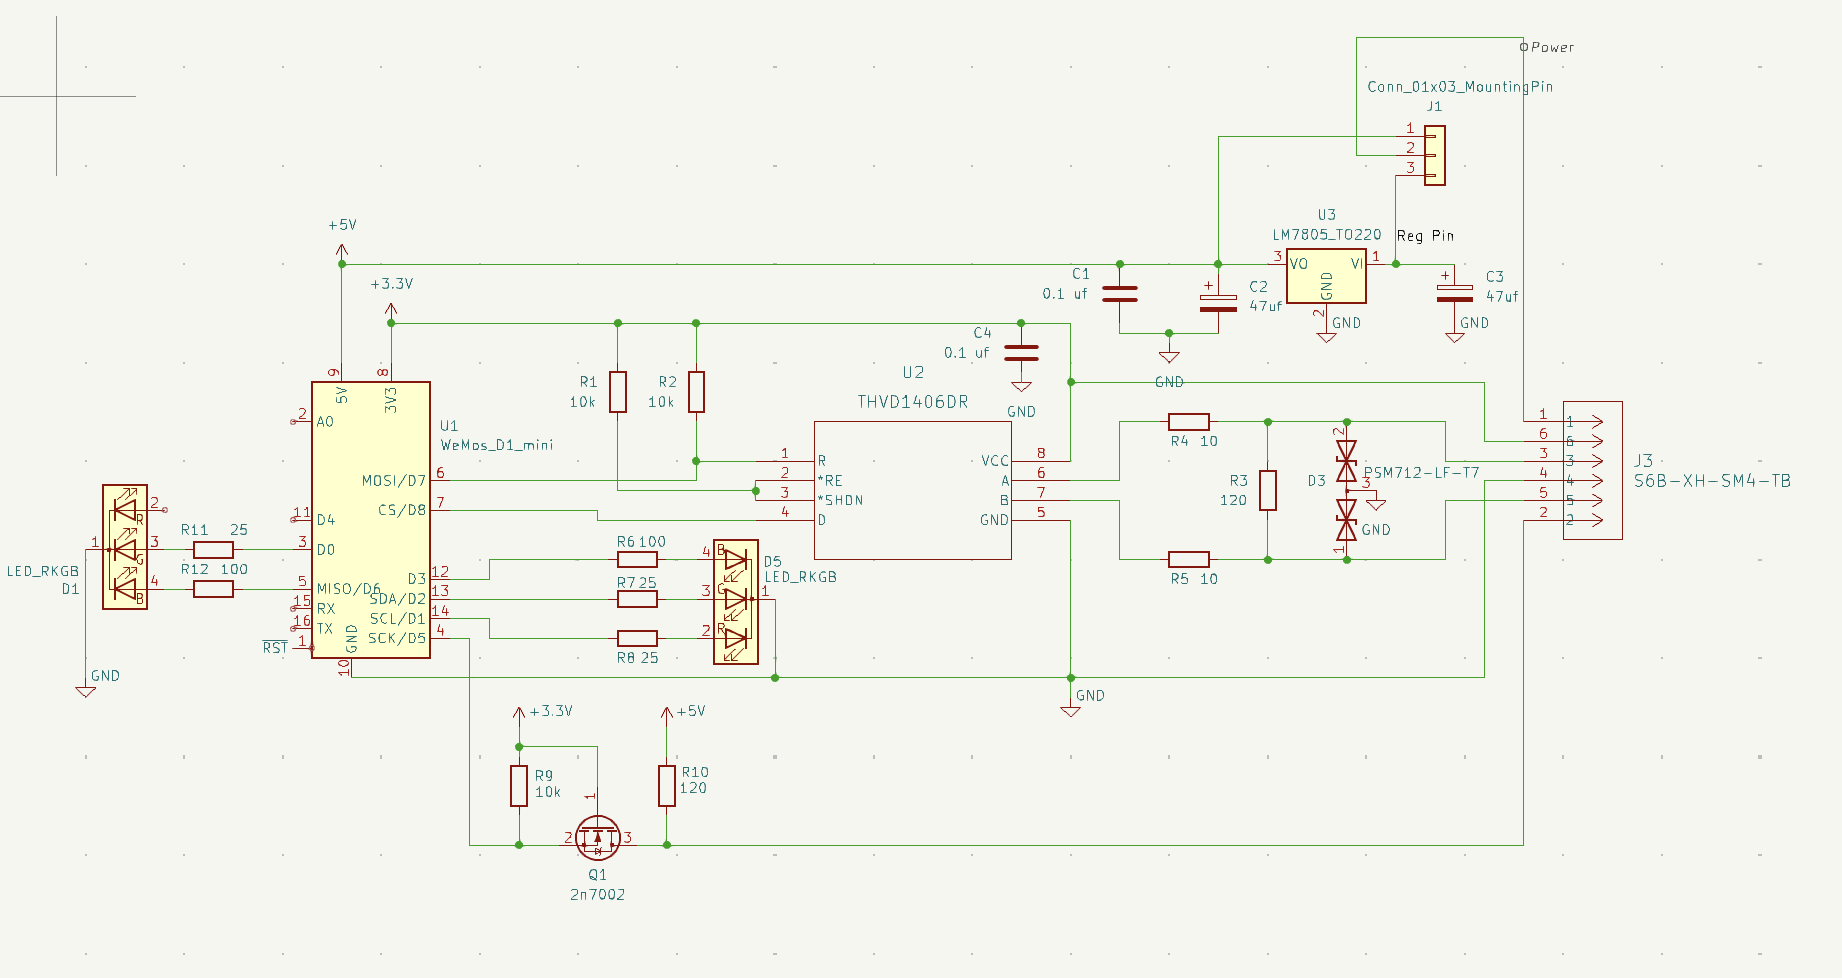 Power
Conn_01x03_MountingPin
J1
1
2
3
+5V
U3
LM7805_TO220
Reg Pin
3
VO
VI
1
GND
2
GND
C1
0.1 uf
C2
47uf
C3
47uf
GND
+3.3V
C4
0.1 uf
GND
GND
9
8
5V
3V3
R1
10k
R2
10k
U2
THVD1406DR
2
A0
U1
WeMos_D1_mini
MOSI/D7
6
CS/D8
7
11
D4
3
D0
5
MISO/D6
15
RX
16
TX
RST
1
GND
10
D3
12
SDA/D2
13
SCL/D1
14
SCK/D5
4
1
R
2
*RE
3
*SHDN
4
D
VCC
8
A
6
B
7
GND
5
R4 10
R3
120
R5 10
2
D3
PSM712-LF-T7
3
GND
1
1
1
6
6
3
3
4
4
5
5
2
2
J3
S6B-XH-SM4-TB
2
R
1
3
G
4
B
LED_RKGB
D1
R11 25
R12 100
GND
R6 100
R7 25
R8 25
4
B
3
G
2
R
1
D5
LED_RKGB
GND
+3.3V
+5V
R9
10k
R10
120
1
2
3
Q1
2n7002